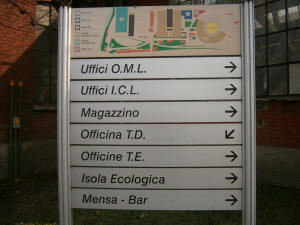 Uffici O.M.L.
Uffici I.C.L.
Magazzino
Officina T.D.
Officine T.E.
Isola Ecologica
Mensa - Bar